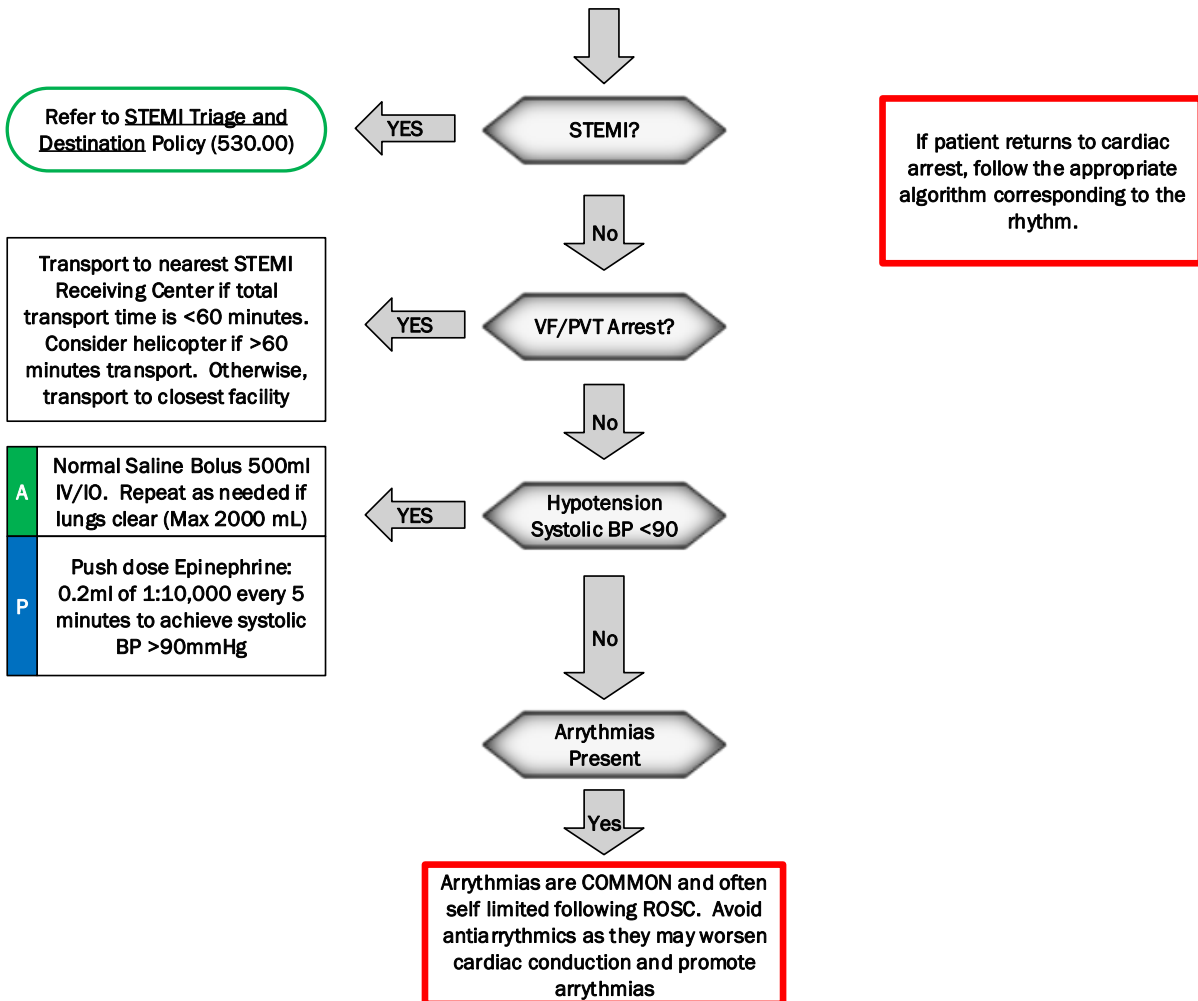 Refer to STEMI Triage and
Destination Policy (530.00)
YES
STEMI?
If patient returns to cardiac
arrest, follow the appropriate
algorithm corresponding to the
rhythm.
No
Transport to nearest STEMI
Receiving Center if total
transport time is <60 minutes.
Consider helicopter if >60
minutes transport.  Otherwise,
transport to closest facility
YES
VF/PVT Arrest?
No
A
Normal Saline Bolus 500ml
IV/IO.  Repeat as needed if
lungs clear (Max 2000 mL)
YES
Hypotension
Systolic BP <90
P
Push dose Epinephrine:
0.2ml of 1:10,000 every 5
minutes to achieve systolic
BP >90mmHg
No
Arrythmias
Present
Yes
Arrythmias are COMMON and often
self limited following ROSC.  Avoid
antiarrythmics as they may worsen
cardiac conduction and promote
arrythmias